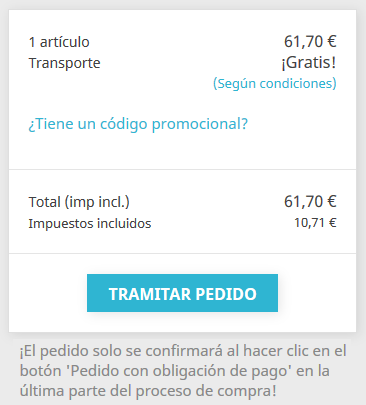 1 artículo 61,70 €
Transporte ¡Gratis!
(Según condiciones)
¿Tiene un código promocional?
Total (imp incl.) 61,70 €
Impuestos incluidos 10,71 €
TRAMITAR PEDIDO
¡El pedido solo se confirmará al hacer clic en el
botón 'Pedido con obligación de pago' en la
última parte del proceso de compra!